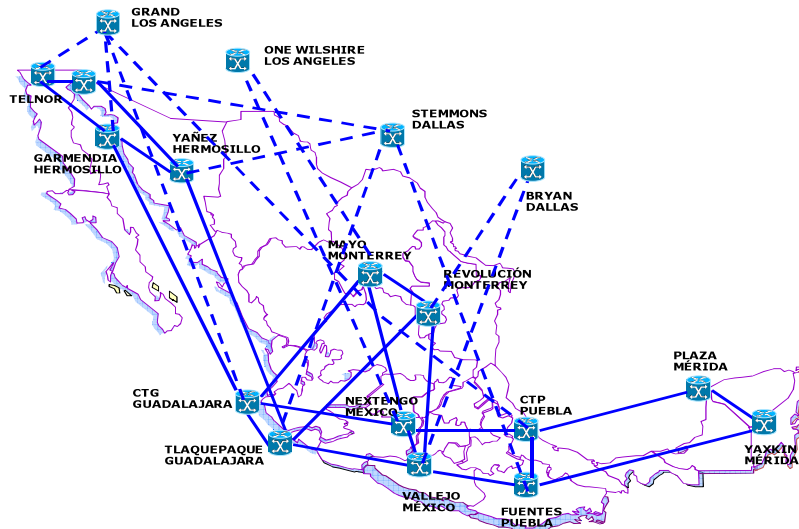 GRAND
LOS ANGELES
ONE WILSHIRE
LOS ANGELES
TELNOR
STEMMONS
DALLAS
YAÑEZ
HERMOSILLO
GARMENDIA
HERMOSILLO
BRYAN
DALLAS
MAYO
MONTERREY
REVOLUCIÓN
MONTERREY
PLAZA
MÉRIDA
CTG
GUADALAJARA
NEXTENGO
MÉXICO
CTP
PUEBLA
TLAQUEPAQUE
GUADALAJARA
YAXKIN
MÉRIDA
VALLEJO
MÉXICO
FUENTES
PUEBLA